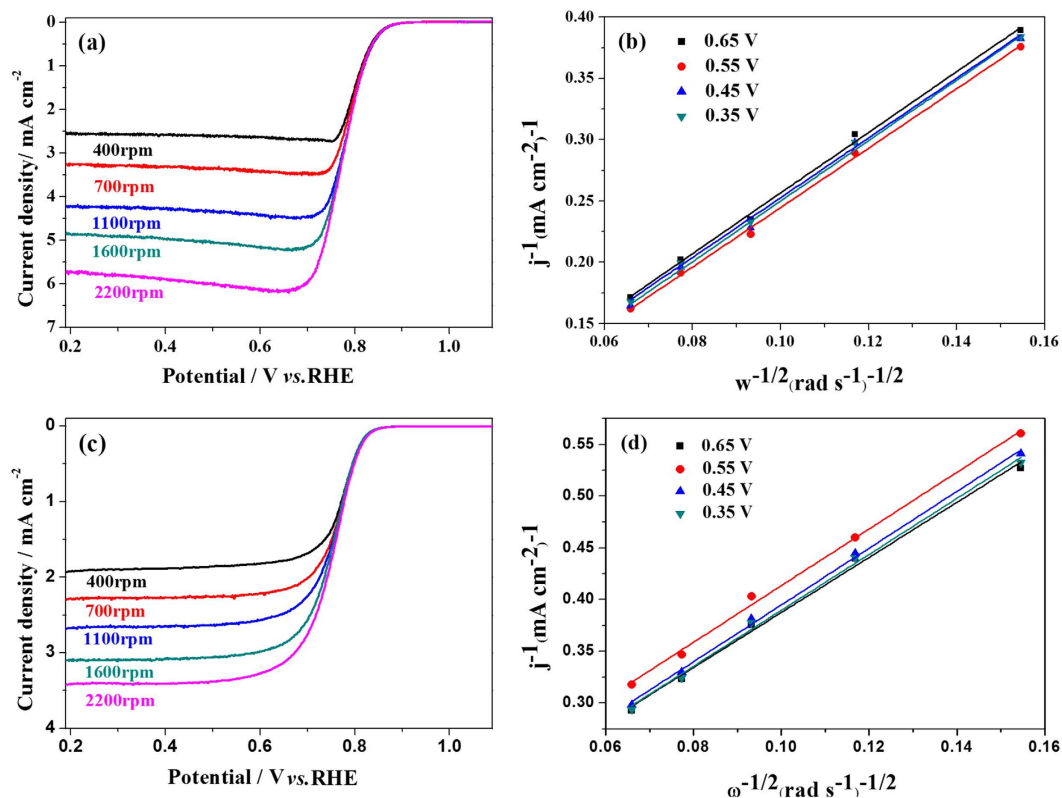 (a)
0
1
2
3
4
5
6
7
400rpm
700rpm
1100rpm
1600rpm
2200rpm
0.2 0.4 0.6 0.8 1.0
Current density/ mA cm-2
Potential / V vs.RHE
(b)
0.65 V
0.55 V
0.45 V
0.35 V
0.40
0.35
0.30
0.25
0.20
0.15
0.06 0.08 0.10 0.12 0.14 0.16
j-1(mA cm-2)-1
w-1/2(rad s-1)-1/2
(c)
0
1
2
3
4
400rpm
700rpm
1100rpm
1600rpm
2200rpm
0.2 0.4 0.6 0.8 1.0
Current density / mA cm-2
Potential / V vs.RHE
(d)
0.65 V
0.55 V
0.45 V
0.35 V
0.55
0.50
0.45
0.40
0.35
0.30
0.06 0.08 0.10 0.12 0.14 0.16
j-1(mA cm-2)-1
ω-1/2(rad s-1)-1/2